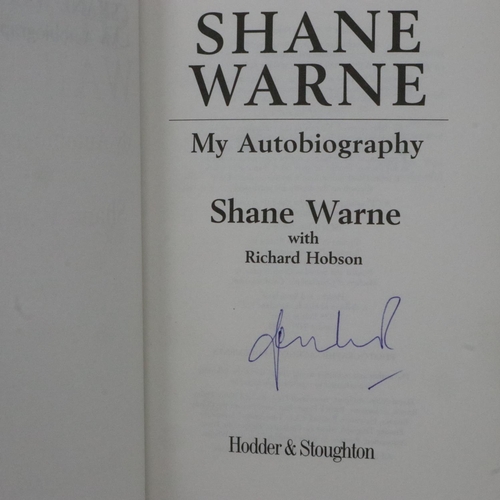 SHANE
WARNE
My Autobiography
Shane Warne
with
Richard Hobson
Hodder & Stoughton